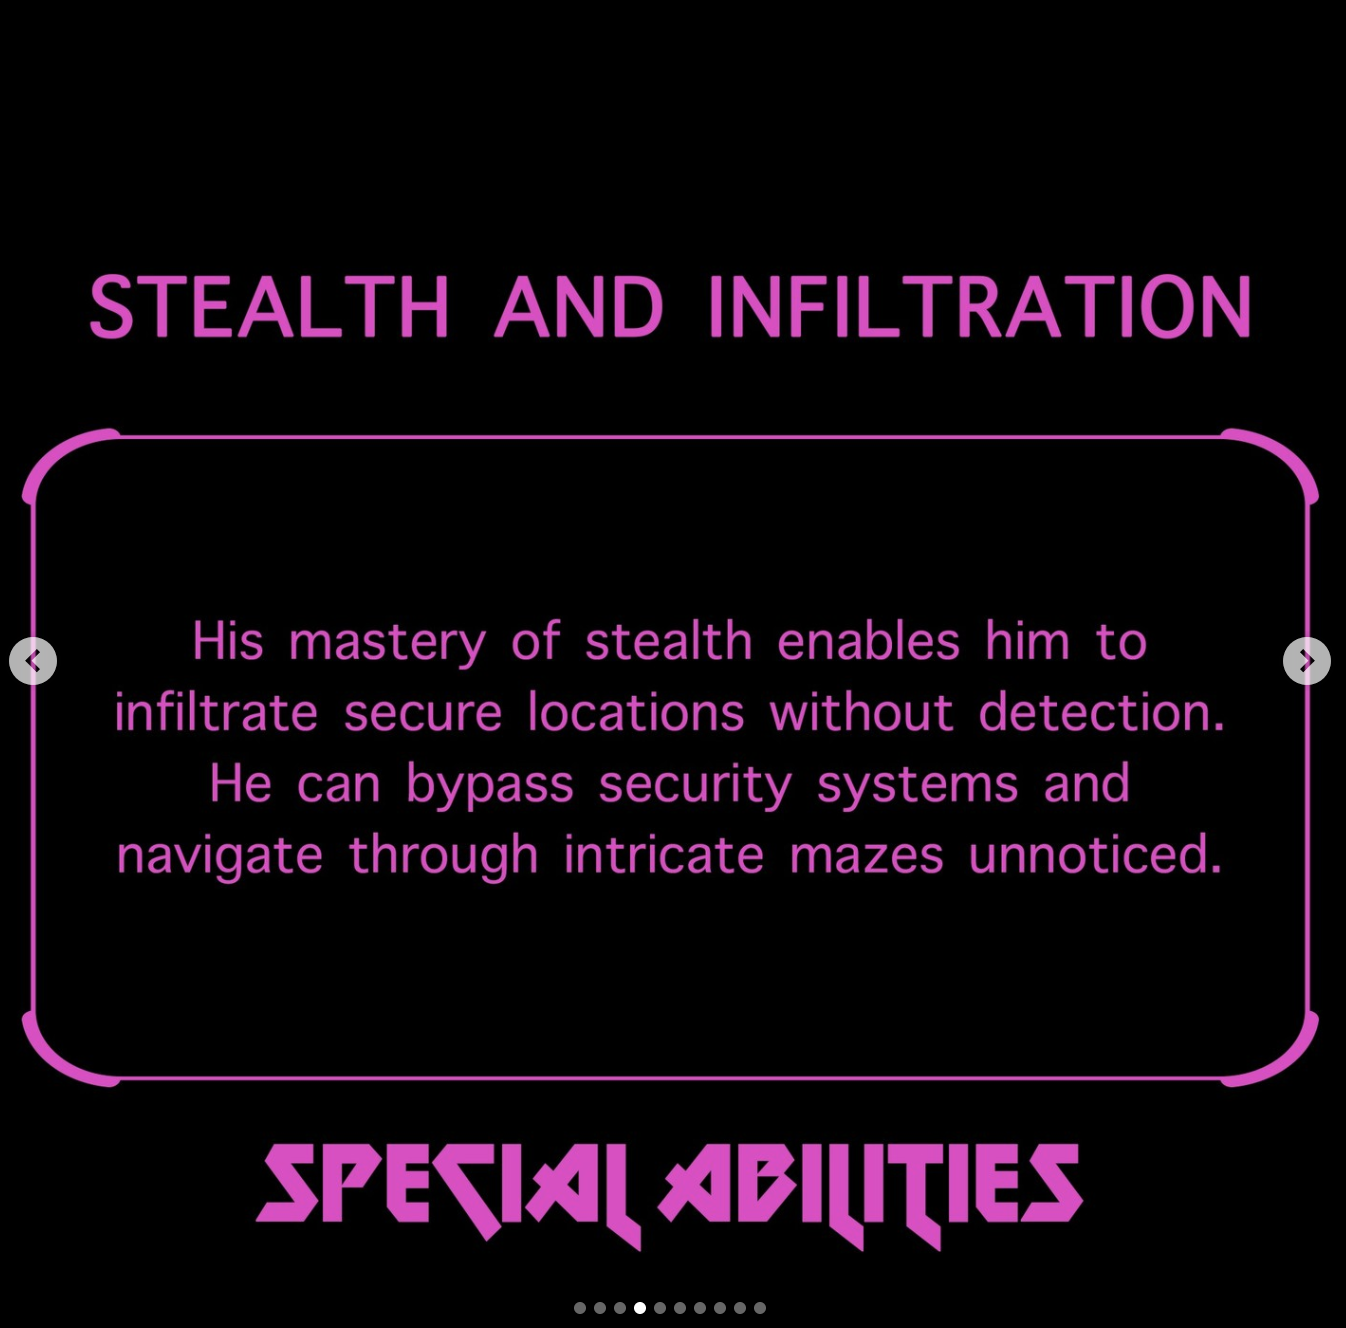 STEALTH AND INFILTRATION
His mastery of stealth enables him to
infiltrate secure locations without detection.
He can bypass security systems and
navigate through intricate mazes unnoticed.
SPECIAL ABILITIES